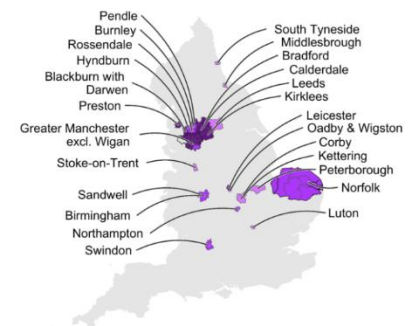 Pendle
Burnley
Rossendale
Hyndburn
Blackburn with
Darwen
Preston
Greater Manchester
excl. Wigan
Stoke-on-Trent
Sandwell
Birmingham
Northampton
Swindon
South Tyneside
Middlesbrough
Bradford
Calderdale
Leeds
Kirklees
Leicester
Oadby & Wigston
Corby
Kettering
Peterborough
Norfolk
Luton